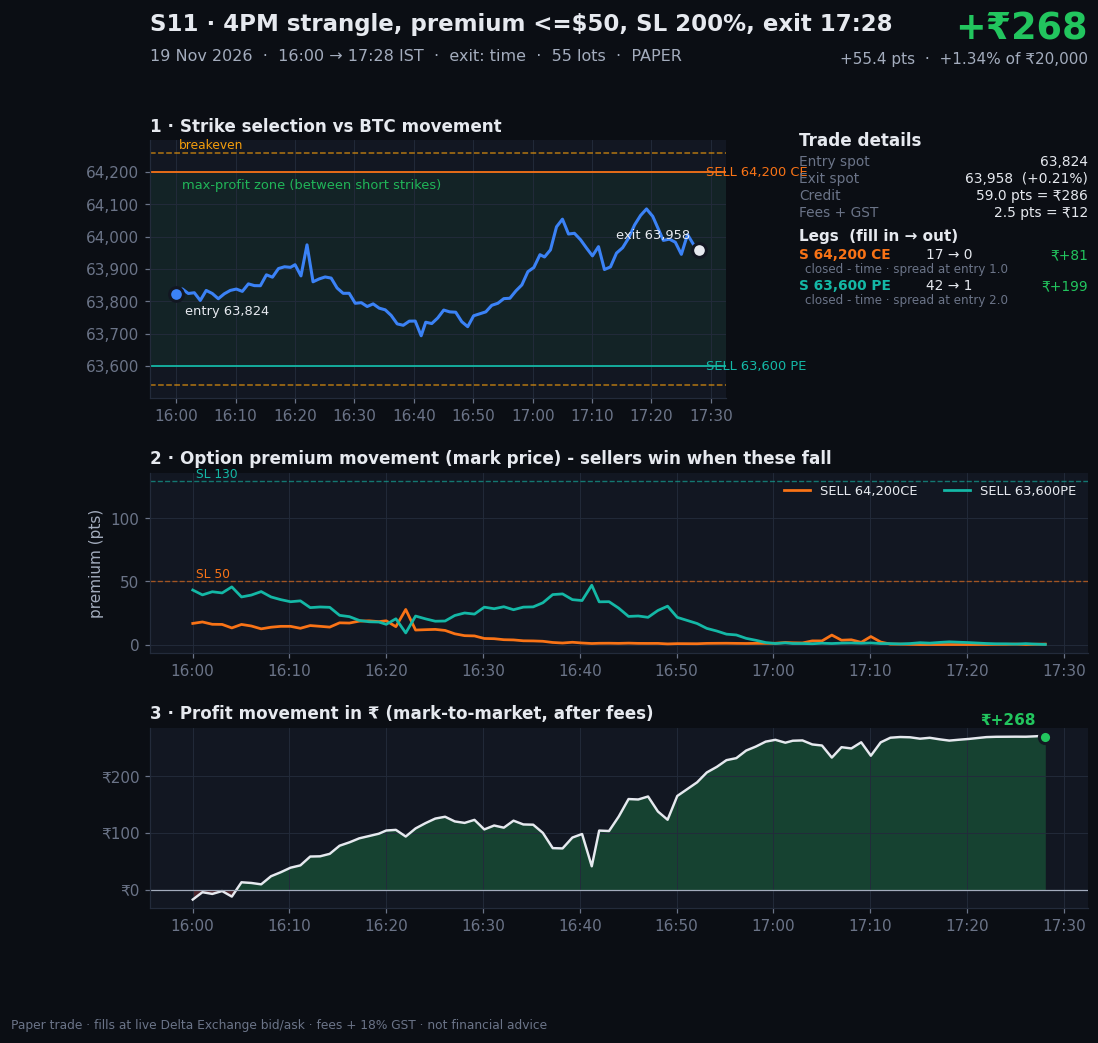 S11 · 4PM strangle, premium <=$50, SL 200%, exit 17:28
+₹268
19 Nov 2026 · 16:00 → 17:28 IST · exit: time · 55 lots · PAPER
+55.4 pts · +1.34% of ₹20,000
1 · Strike selection vs BTC movement
breakeven
max-profit zone (between short strikes)
SELL 64,200 CE
exit 63,958
entry 63,824
SELL 63,600 PE
64,200
64,100
64,000
63,900
63,800
63,700
63,600
16:00 16:10 16:20 16:30 16:40 16:50 17:00 17:10 17:20 17:30
Trade details
Entry spot 63,824
Exit spot 63,958 (+0.21%)
Credit 59.0 pts = ₹286
Fees + GST 2.5 pts = ₹12
Legs (fill in → out)
S 64,200 CE 17 → 0 ₹+81
closed - time · spread at entry 1.0
S 63,600 PE 42 → 1 ₹+199
closed - time · spread at entry 2.0
2 · Option premium movement (mark price) - sellers win when these fall
SL 130
SELL 64,200CE SELL 63,600PE
SL 50
premium (pts)
100
50
0
16:00 16:10 16:20 16:30 16:40 16:50 17:00 17:10 17:20 17:30
3 · Profit movement in ₹ (mark-to-market, after fees)
₹+268
₹200
₹100
₹0
16:00 16:10 16:20 16:30 16:40 16:50 17:00 17:10 17:20 17:30
Paper trade · fills at live Delta Exchange bid/ask · fees + 18% GST · not financial advice